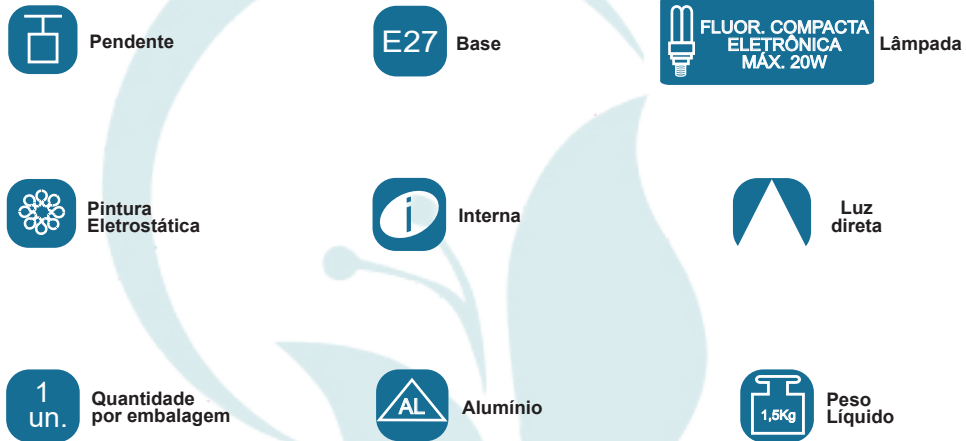 Pendente
E27
Base
FLUOR. COMPACTA
ELETRÔNICA
MÁX. 20W
Lâmpada
Pintura
Eletrostática
i
Interna
Luz
direta
1
un.
Quantidade
por embalagem
AL
Alumínio
1,5Kg
Peso
Líquido